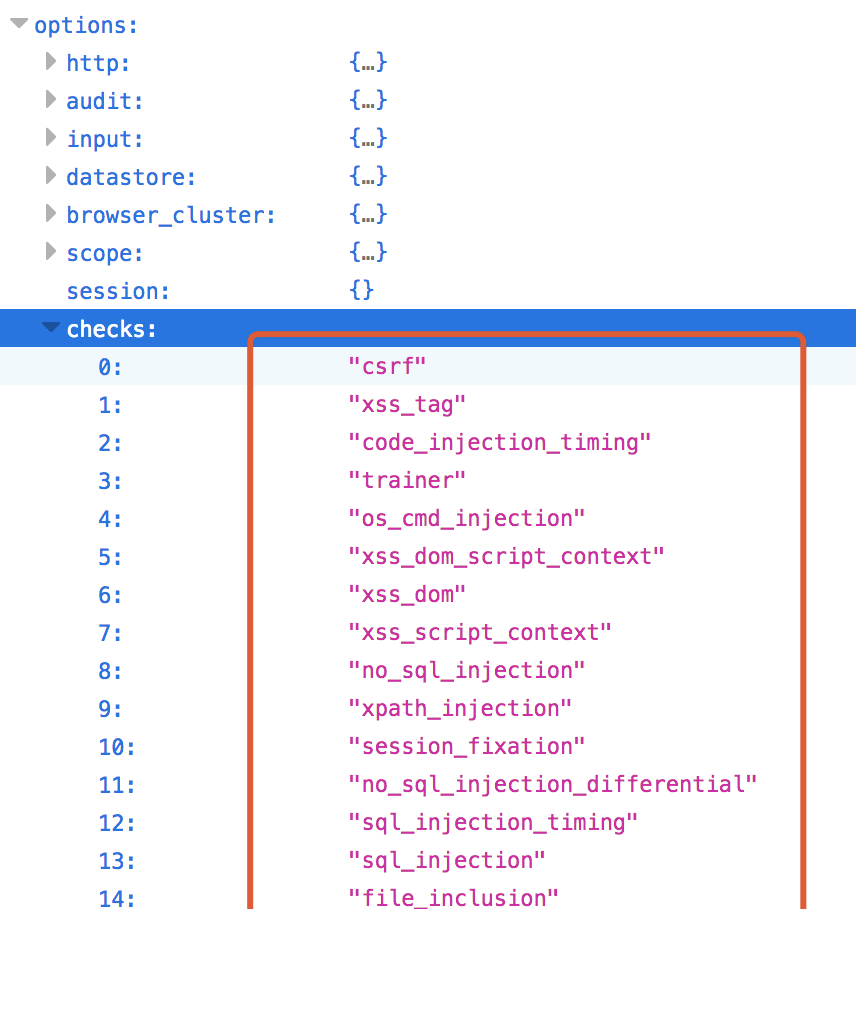 options:
http: {…}
audit: {…}
input: {…}
datastore: {…}
browser_cluster: {…}
scope: {…}
session: {}
checks:
0: "csrf"
1: "xss_tag"
2: "code_injection_timing"
3: "trainer"
4: "os_cmd_injection"
5: "xss_dom_script_context"
6: "xss_dom"
7: "xss_script_context"
8: "no_sql_injection"
9: "xpath_injection"
10: "session_fixation"
11: "no_sql_injection_differential"
12: "sql_injection_timing"
13: "sql_injection"
14: "file_inclusion"